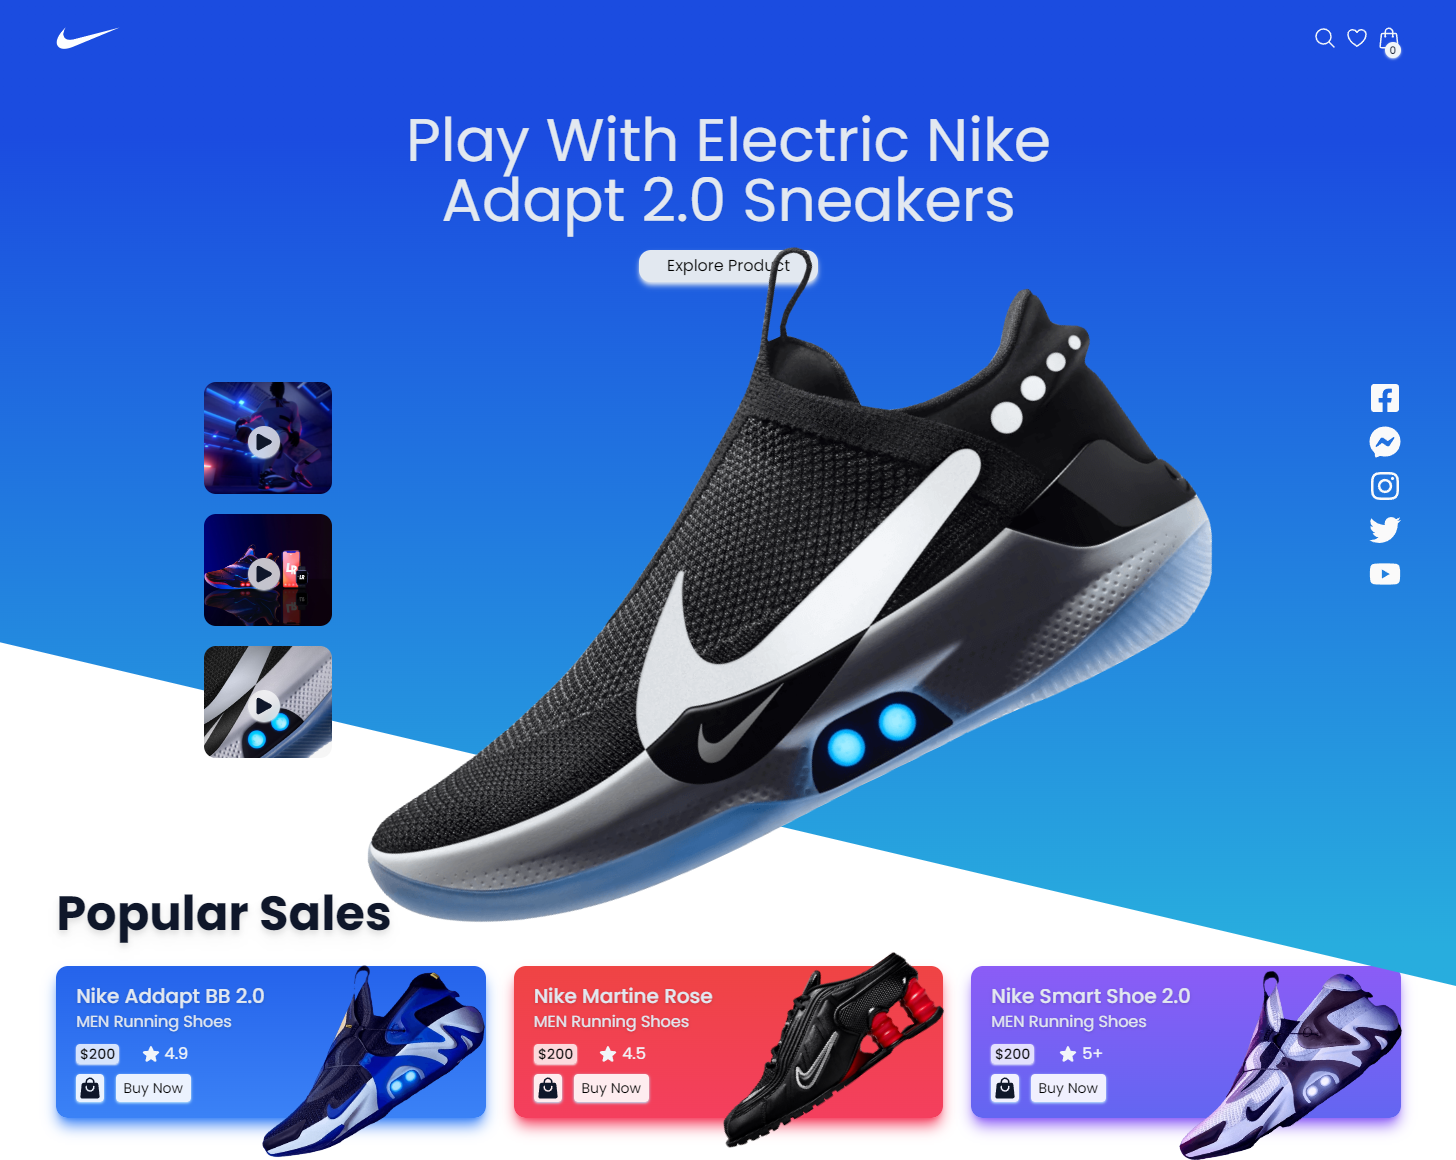 0
Play With Electric Nike
Adapt 2.0 Sneakers
Explore Product
LR
Popular Sales
Nike Addapt BB 2.0
MEN Running Shoes
$200 4.9
Buy Now
Nike Martine Rose
MEN Running Shoes
$200 4.5
Buy Now
Nike Smart Shoe 2.0
MEN Running Shoes
$200 5+
Buy Now